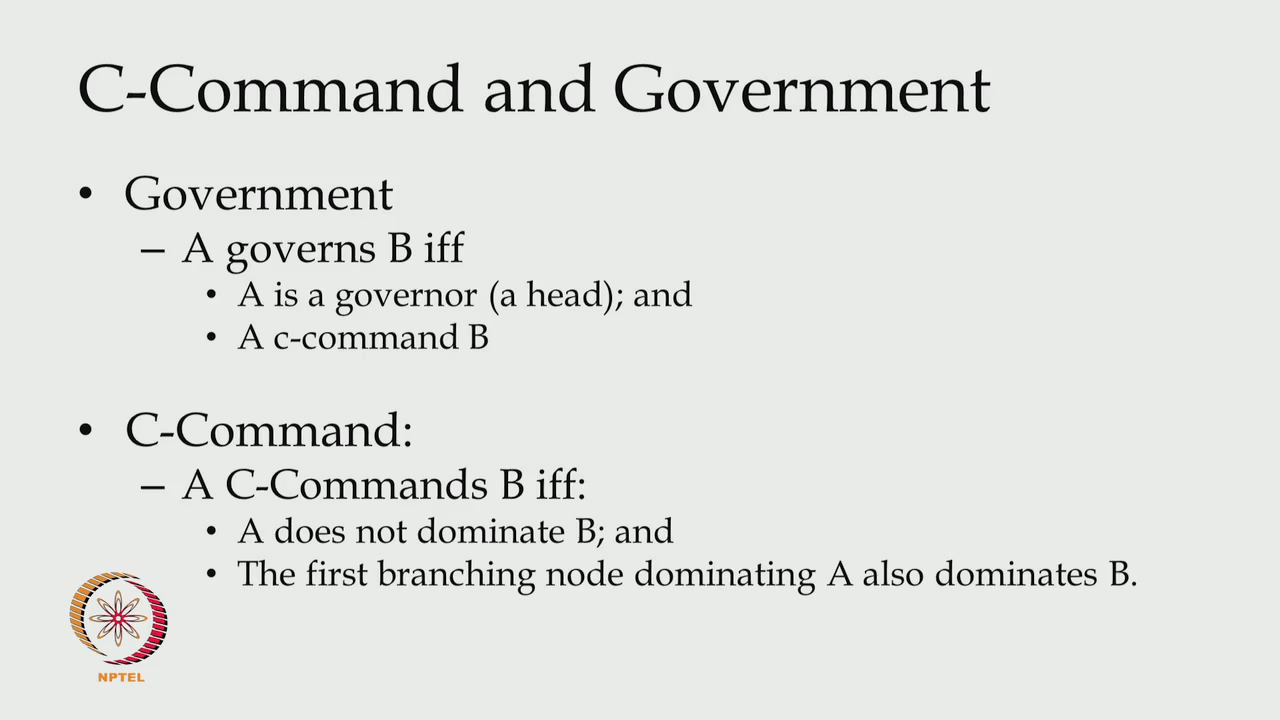 C-Command and Government
• Government
– A governs B iff
• A is a governor (a head); and
• A c-command B
• C-Command:
– A C-Commands B iff:
• A does not dominate B; and
• The first branching node dominating A also dominates B.
NPTEL